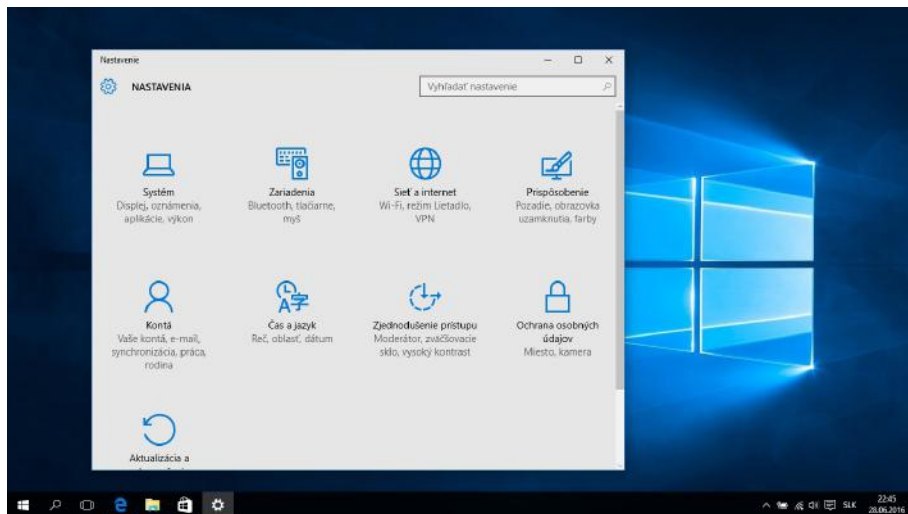 Nastavenie
NASTAVENIA
Vyhľadať nastavenie
Systém
Displej, oznámenia,
aplikácie, výkon
Zariadenia
Bluetooth, tlačiarne,
myš
Sieť a internet
Wi-Fi, režim Lietadlo,
VPN
Prispôsobenie
Pozadie, obrazovka
uzamknutia, farby
Kontá
Vaše kontá, e-mail,
synchronizácia, práca,
rodina
Čas a jazyk
Reč, oblasť, dátum
Zjednodušenie prístupu
Moderátor, zväčšovacie
sklo, vysoký kontrast
Ochrana osobných
údajov
Miesto, kamera
Aktualizácia a
SLK
22:45
28.06.2016